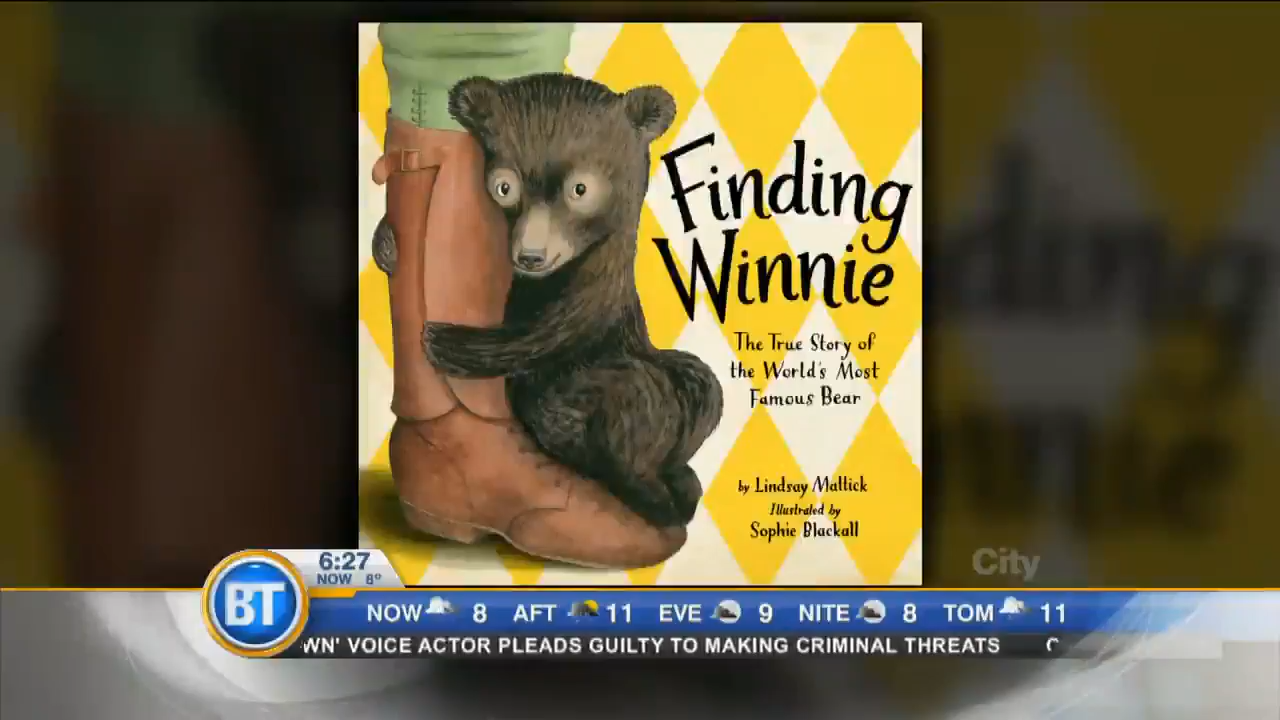 Finding
Winnie
The True Story of
the World's Most
Famous Bear
by Lindsay Mattick
Illustrated by
Sophie Blackall
City
6:27
NOW 8°
BT
NOW 8 AFT 11 EVE 9 NITE 8 TOM 11
WN' VOICE ACTOR PLEADS GUILTY TO MAKING CRIMINAL THREATS